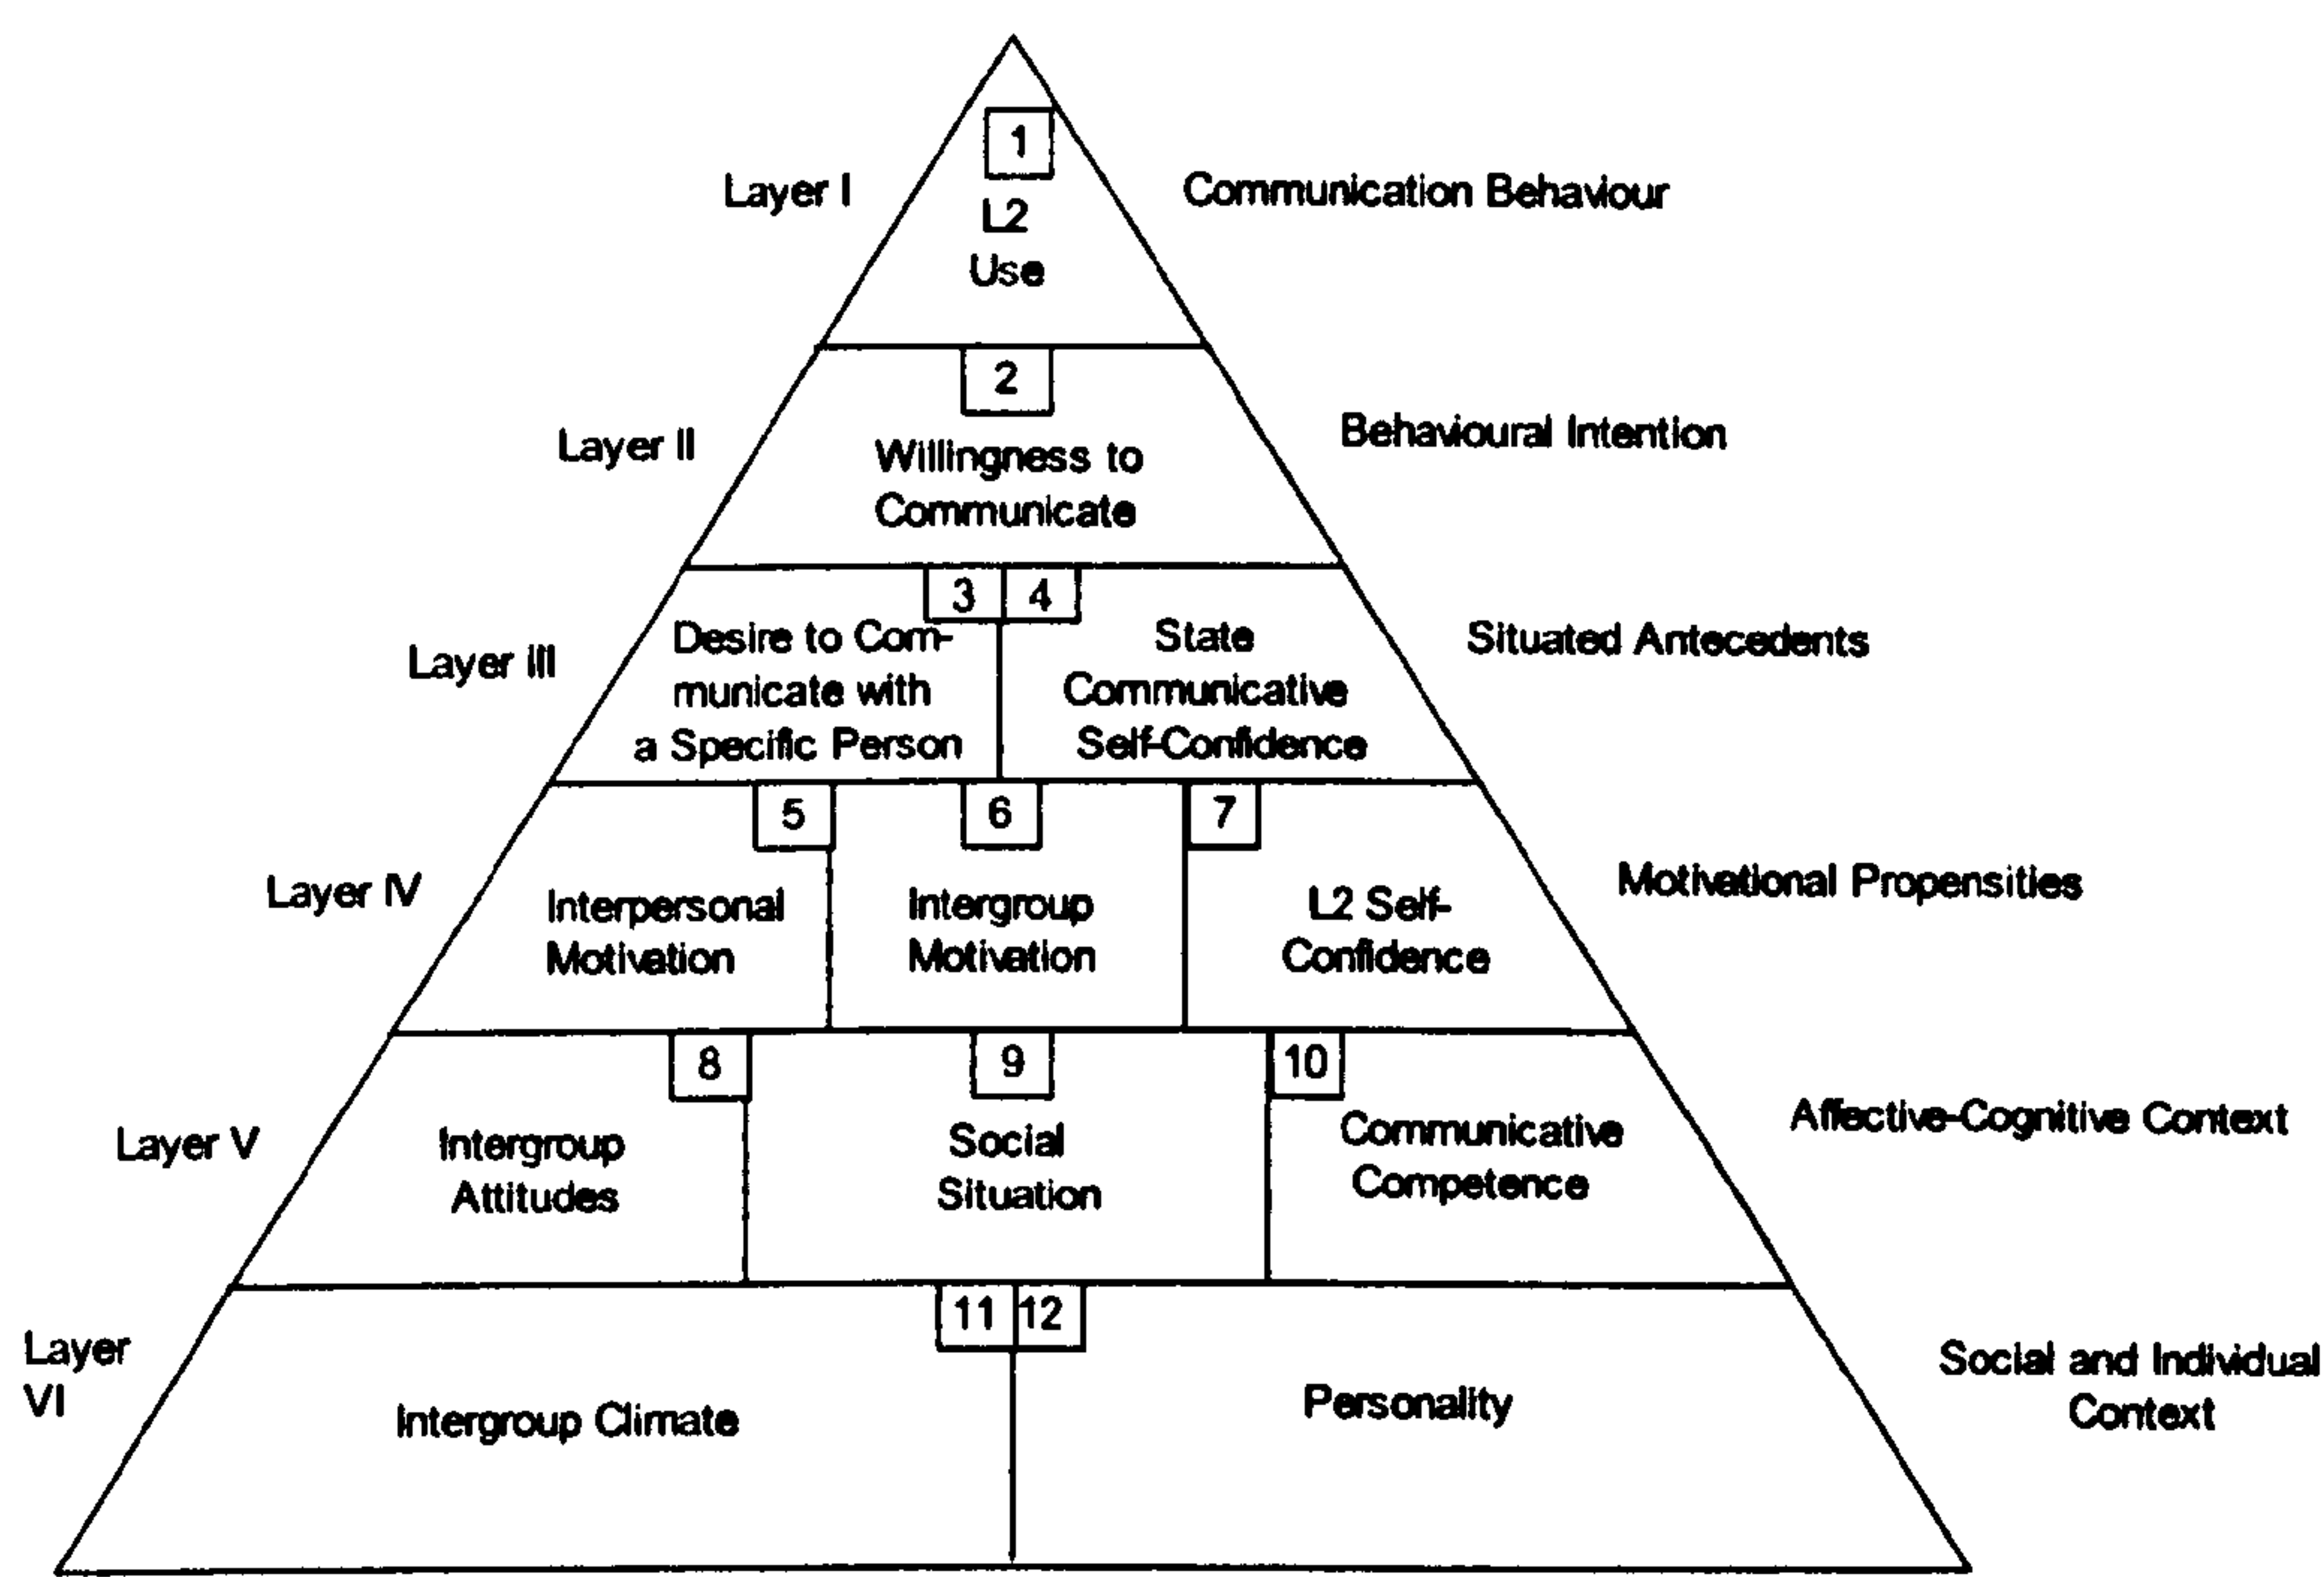 1
Layer I
L2
Use
Communication Behaviour
2
Layer II
Willingness to
Communicate
Behavioural Intention
3
4
Layer III
Desire to Com-
municate with
a Specific Person
State
Communicative
Self-Confidence
Situated Antecedents
5
6
7
Layer IV
Interpersonal
Motivation
Intergroup
Motivation
L2 Self-
Confidence
Motivational Propensities
8
9
10
Layer V
Intergroup
Attitudes
Social
Situation
Communicative
Competence
Affective-Cognitive Context
11
12
Layer
VI
Intergroup Climate
Personality
Social and Individual
Context